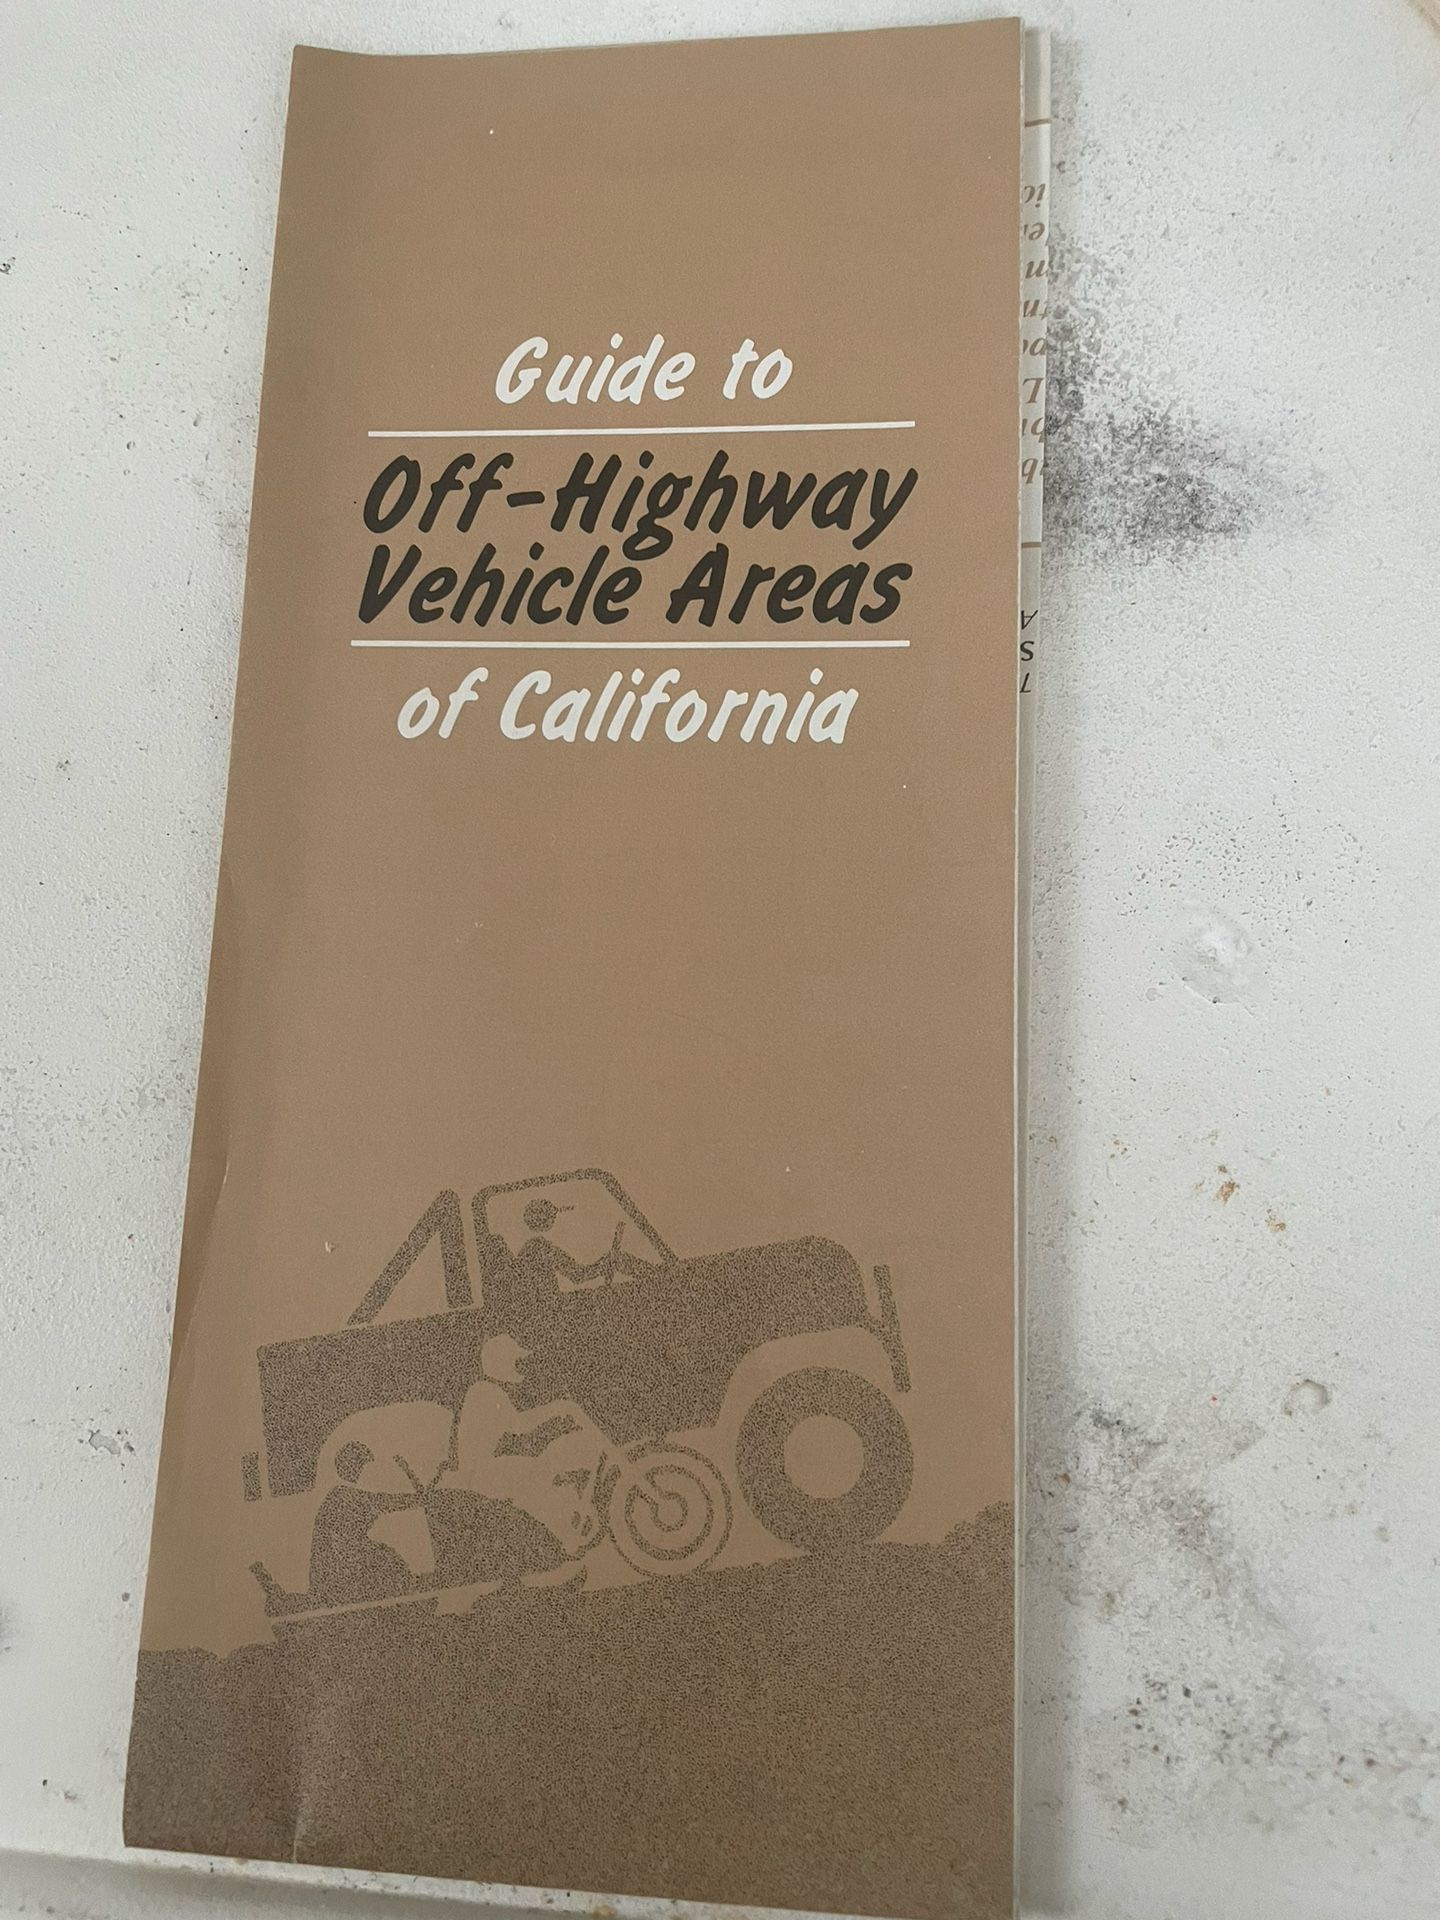 Guide to
Off-Highway
Vehicle Areas
of California